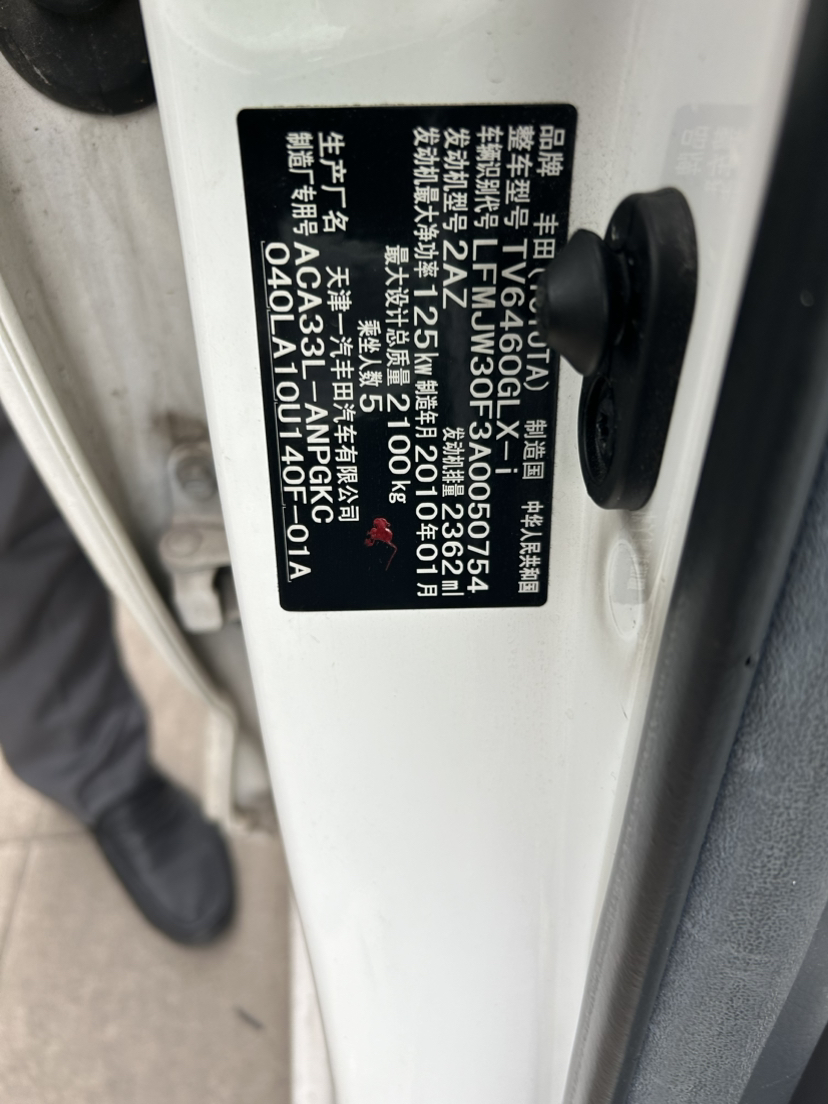 品牌 丰田(TOYOTA) 制造国 中华人民共和国
整车型号 TV6460GLX-i
车辆识别代号 LFMJW30F3A0050754
发动机型号 2AZ 发动机排量 2362ml
发动机最大净功率 125kW 制造年月 2010年01月
最大设计总质量 2100kg
乘坐人数 5
生产厂名 天津一汽丰田汽车有限公司
制造厂专用号 ACA33L-ANPGKC
040LA10U140F-01A